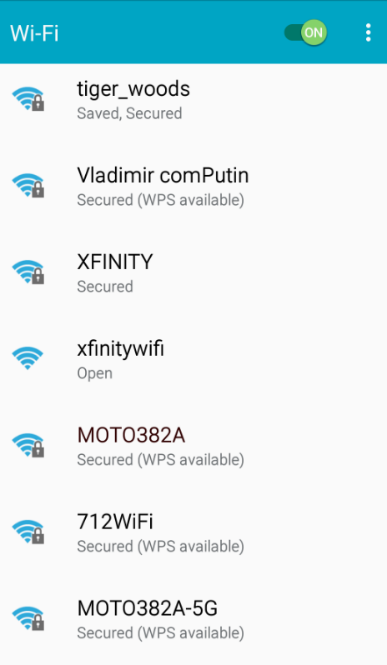 Wi-Fi ON
tiger_woods
Saved, Secured
Vladimir comPutin
Secured (WPS available)
XFINITY
Secured
xfinitywifi
Open
MOTO382A
Secured (WPS available)
712WiFi
Secured (WPS available)
MOTO382A-5G
Secured (WPS available)